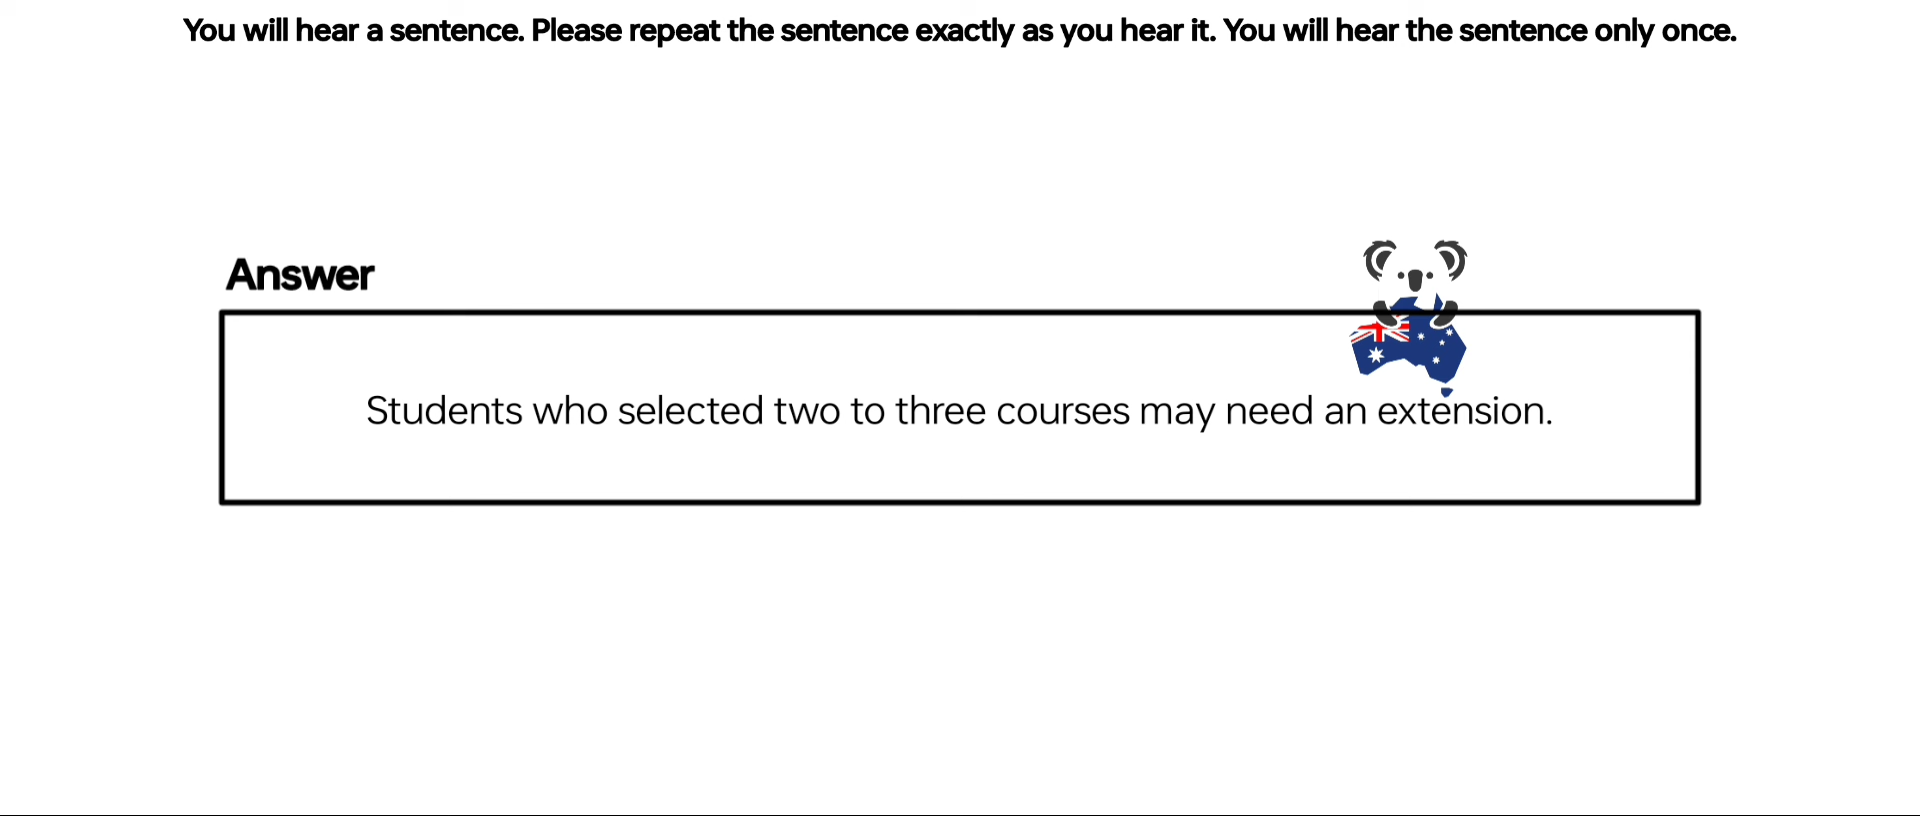 You will hear a sentence. Please repeat the sentence exactly as you hear it. You will hear the sentence only once.
Answer
Students who selected two to three courses may need an extension.